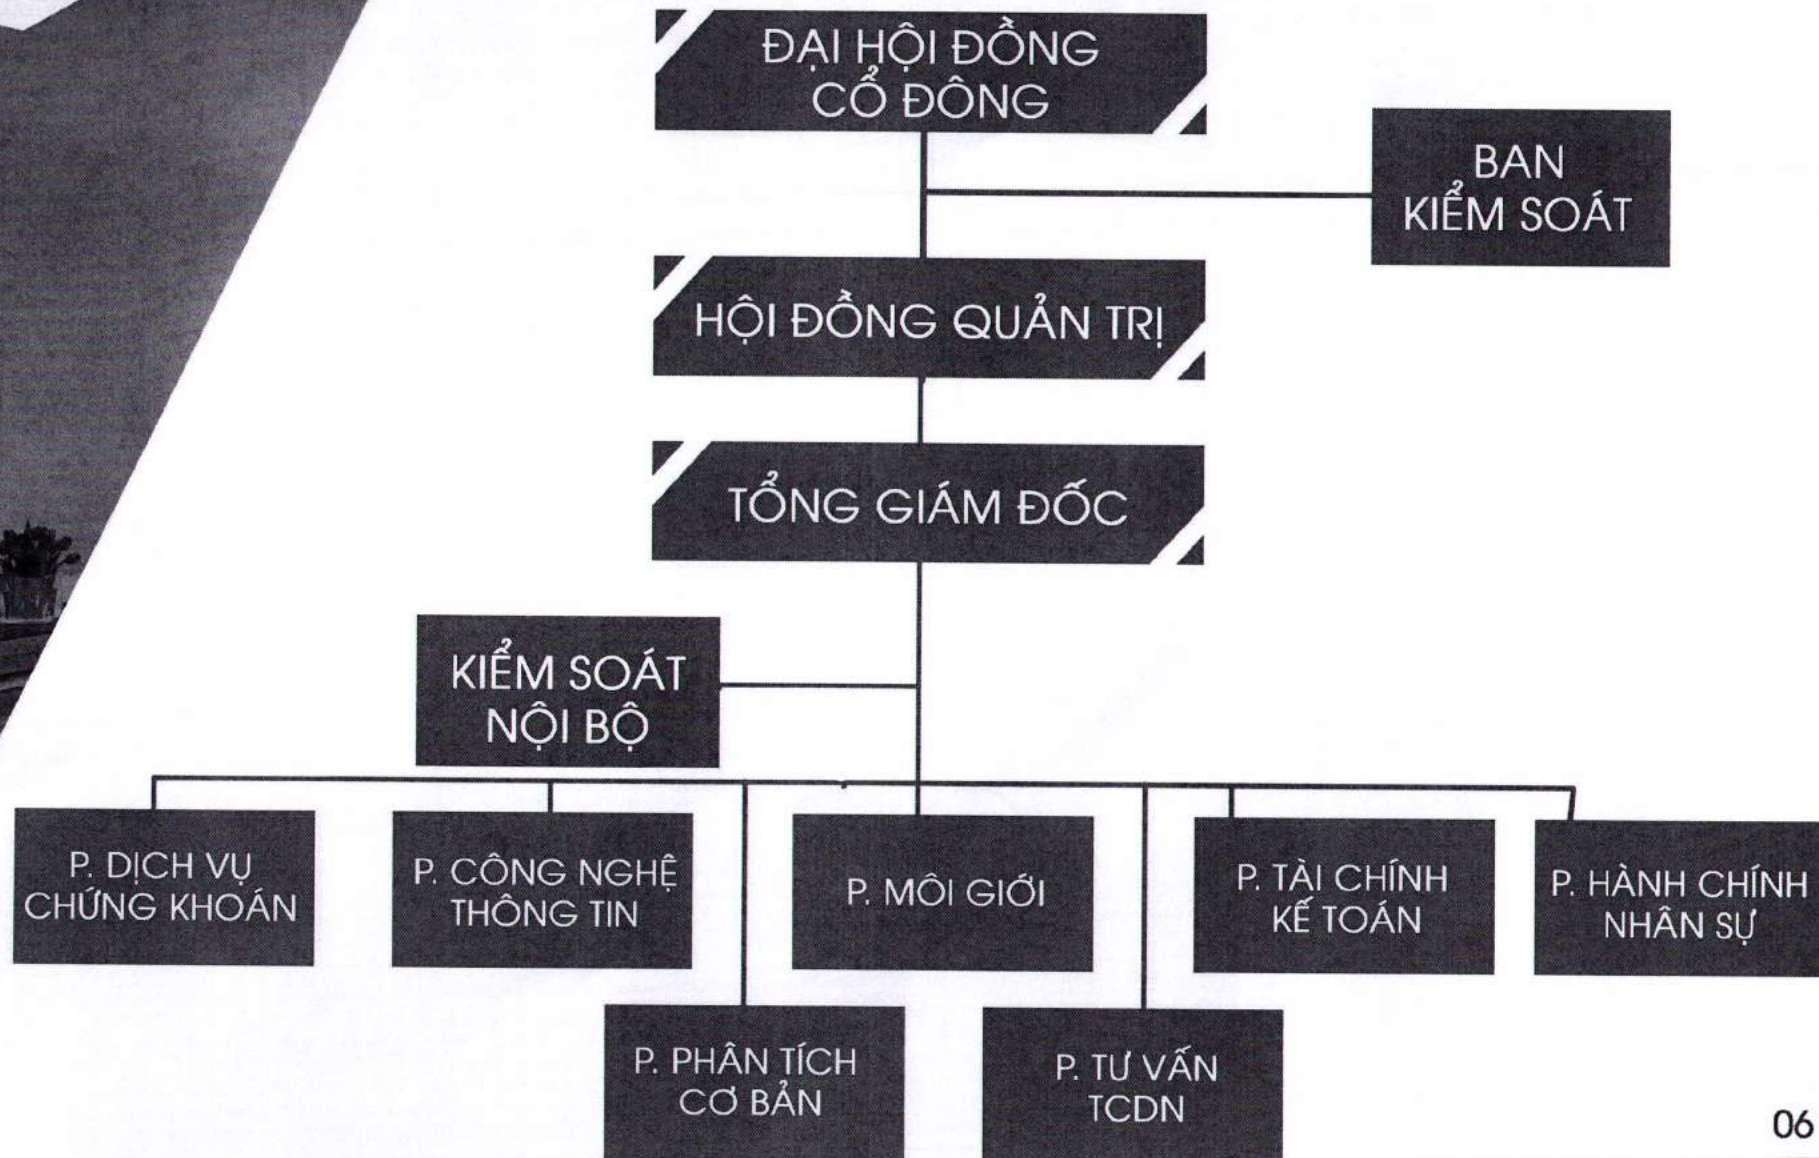 ĐẠI HỘI ĐỒNG
CỔ ĐÔNG
BAN
KIỂM SOÁT
HỘI ĐỒNG QUẢN TRỊ
TỔNG GIÁM ĐỐC
KIỂM SOÁT
NỘI BỘ
P. DỊCH VỤ
CHỨNG KHOÁN
P. CÔNG NGHỆ
THÔNG TIN
P. MÔI GIỚI
P. TÀI CHÍNH
KẾ TOÁN
P. HÀNH CHÍNH
NHÂN SỰ
P. PHÂN TÍCH
CƠ BẢN
P. TƯ VẤN
TCDN
06